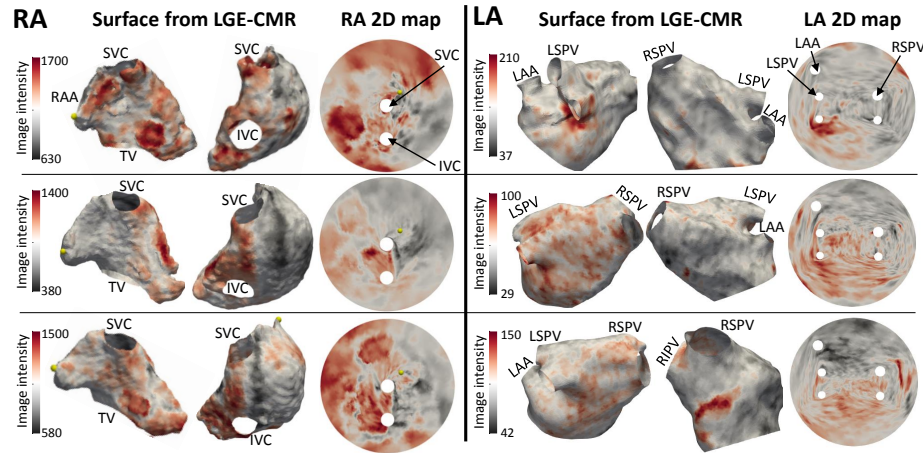 RA
Surface from LGE-CMR
RA 2D map
Image intensity
1700
630
SVC
RAA
TV
SVC
IVC
SVC
IVC
Image intensity
1400
380
SVC
TV
SVC
IVC
Image intensity
1500
580
SVC
TV
SVC
IVC
LA
Surface from LGE-CMR
LA 2D map
Image intensity
210
37
LAA
LSPV
RSPV
LSPV
LAA
LAA
LSPV
RSPV
Image intensity
100
29
LSPV
RSPV
RSPV
LSPV
LAA
Image intensity
150
42
LAA
LSPV
RSPV
RIPV
RSPV